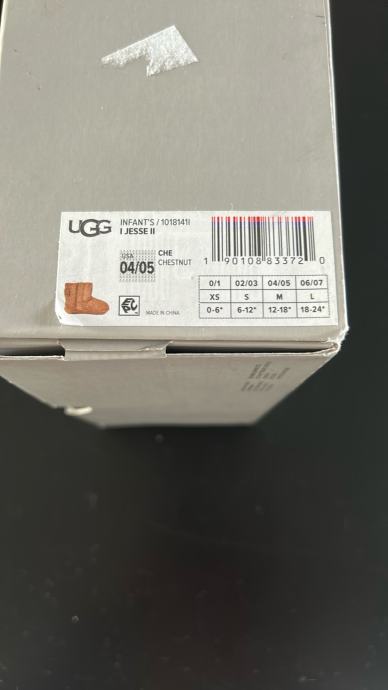 UGG
INFANT'S / 1018141I
I JESSE II
USA
04/05
CHE
CHESTNUT
1 90108 83372 0
0/1 02/03 04/05 06/07
XS S M L
0-6* 6-12* 12-18* 18-24*
MADE IN CHINA